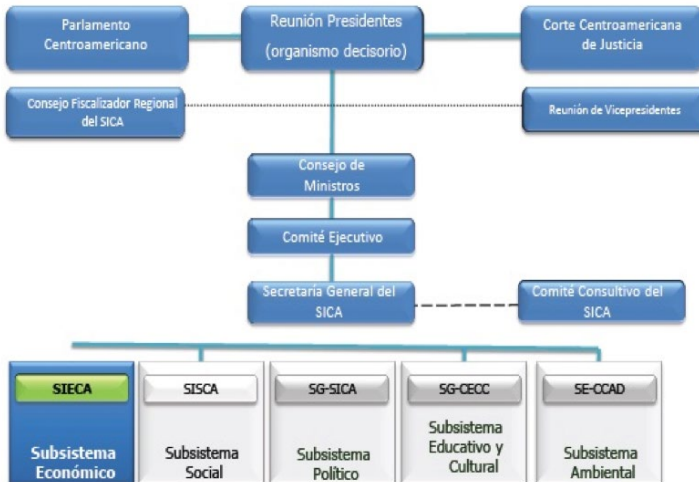 Parlamento
Centroamericano
Reunión Presidentes
(organismo decisorio)
Corte Centroamericana
de Justicia
Consejo Fiscalizador Regional
del SICA
Reunión de Vicepresidentes
Consejo de
Ministros
Comité Ejecutivo
Secretaría General del
SICA
Comité Consultivo del
SICA
SIECA
Subsistema
Económico
SISCA
Subsistema
Social
SG-SICA
Subsistema
Político
SG-CECC
Subsistema
Educativo y
Cultural
SE-CCAD
Subsistema
Ambiental